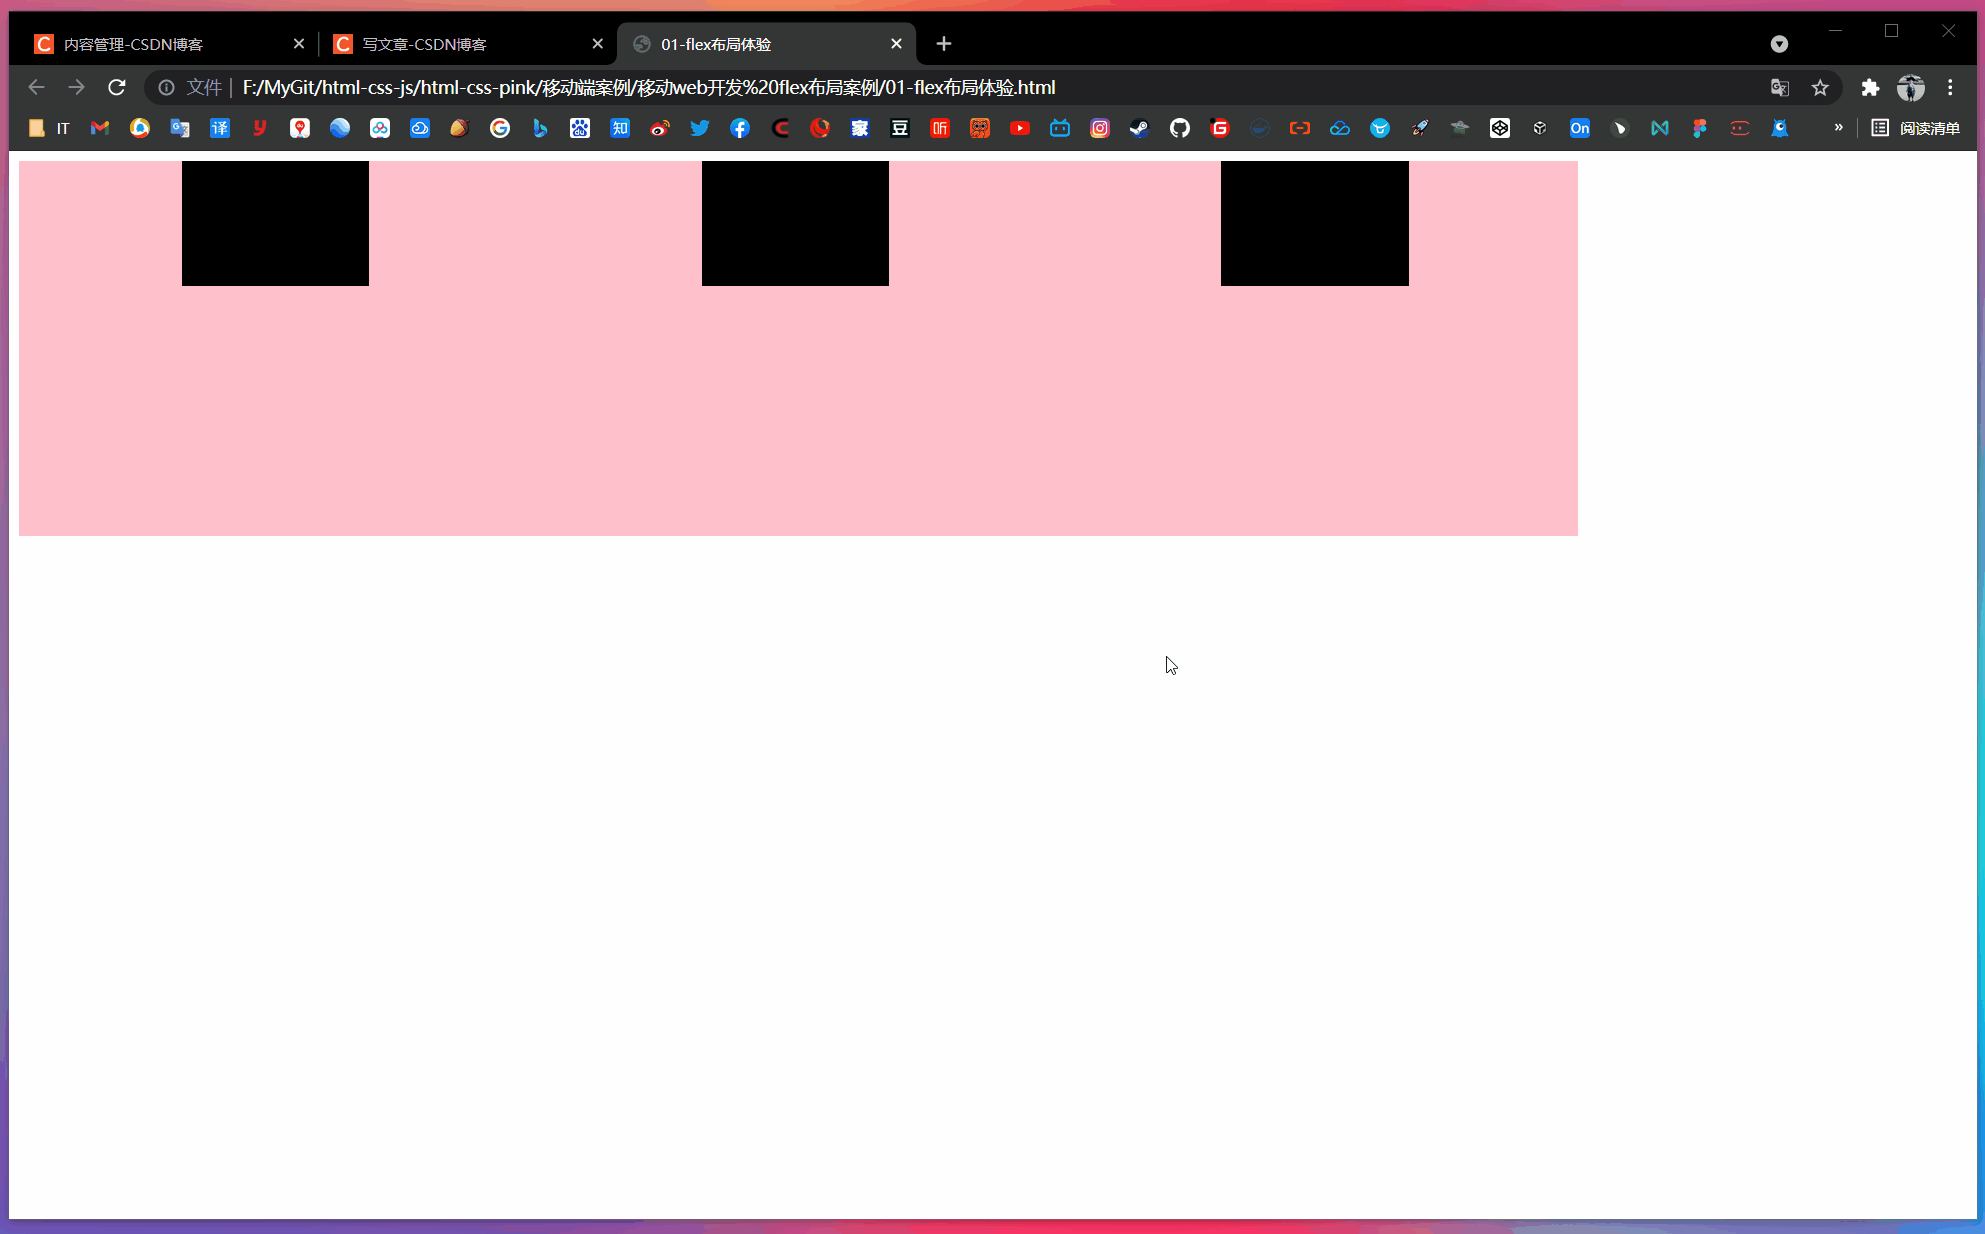 内容管理-CSDN博客
写文章-CSDN博客
01-flex布局体验
文件 F:/MyGit/html-css-js/html-css-pink/移动端案例/移动web开发%20flex布局案例/01-flex布局体验.html
IT 译 知 家 豆 听 On » 阅读清单